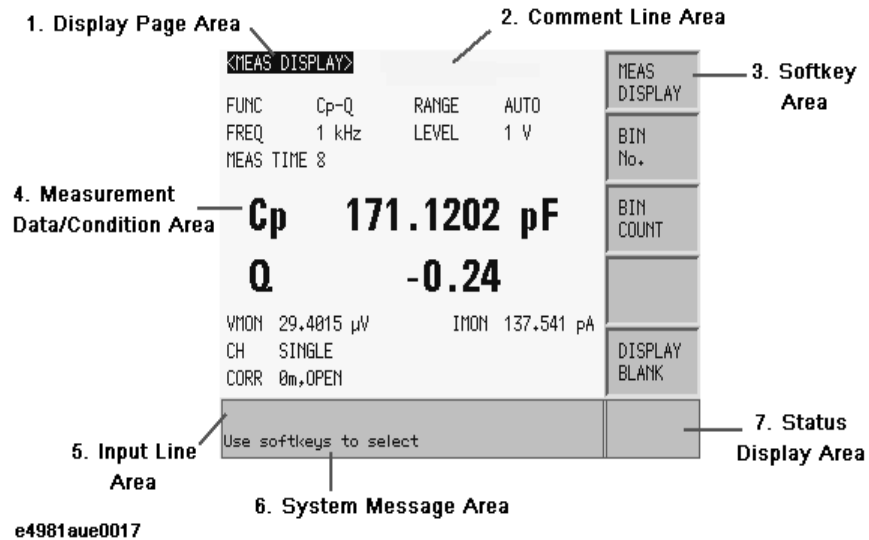 1. Display Page Area
2. Comment Line Area
<MEAS DISPLAY>
MEAS
DISPLAY
3. Softkey
Area
FUNC Cp-Q RANGE AUTO
FREQ 1 kHz LEVEL 1 V
MEAS TIME 8
BIN
No.
4. Measurement
Data/Condition Area
Cp 171.1202 pF
BIN
COUNT
Q -0.24
VMON 29.4015 µV IMON 137.541 pA
CH SINGLE
CORR 0m,OPEN
DISPLAY
BLANK
5. Input Line
Area
Use softkeys to select
7. Status
Display Area
6. System Message Area
e4981aue0017